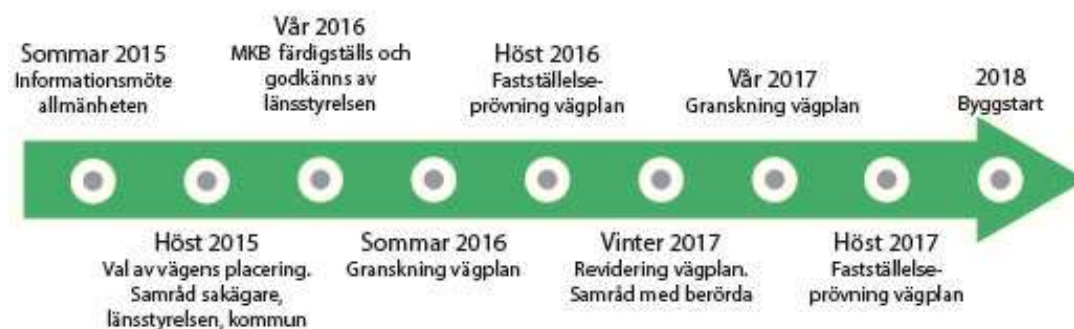 Sommar 2015
Informationsmöte
allmänheten
Höst 2015
Val av vägens placering.
Samråd sakägare,
länsstyrelsen, kommun
Vår 2016
MKB färdigställs och
godkänns av
länsstyrelsen
Sommar 2016
Granskning vägplan
Höst 2016
Fastställelse-
prövning vägplan
Vinter 2017
Revidering vägplan.
Samråd med berörda
Vår 2017
Granskning vägplan
Höst 2017
Fastställelse-
prövning vägplan
2018
Byggstart